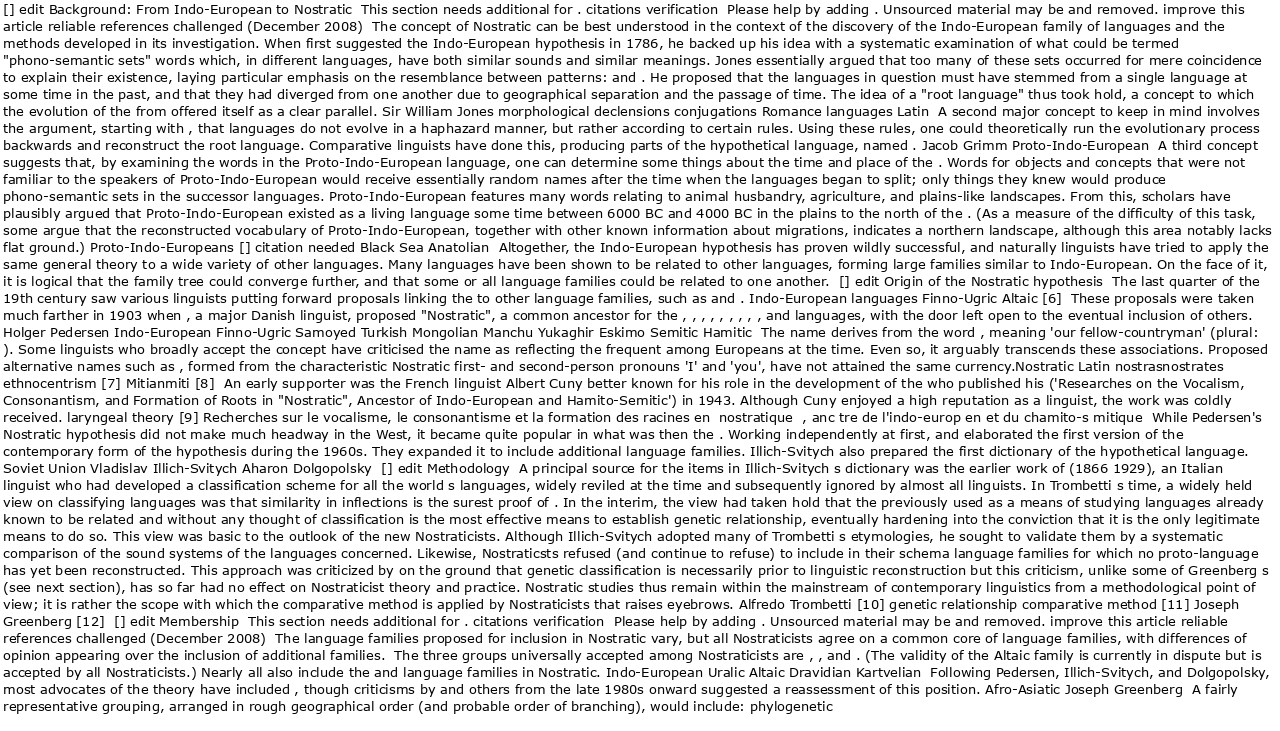 [] edit Background: From Indo-European to Nostratic  This section needs additional for . citations verification  Please help by adding . Unsourced material may be and removed. improve this
article reliable references challenged (December 2008)  The concept of Nostratic can be best understood in the context of the discovery of the Indo-European family of languages and the
methods developed in its investigation. When first suggested the Indo-European hypothesis in 1786, he backed up his idea with a systematic examination of what could be termed
"phono-semantic sets" words which, in different languages, have both similar sounds and similar meanings. Jones essentially argued that too many of these sets occurred for mere coincidence
to explain their existence, laying particular emphasis on the resemblance between patterns: and . He proposed that the languages in question must have stemmed from a single language at
some time in the past, and that they had diverged from one another due to geographical separation and the passage of time. The idea of a "root language" thus took hold, a concept to which
the evolution of the from offered itself as a clear parallel. Sir William Jones morphological declensions conjugations Romance languages Latin  A second major concept to keep in mind involves
the argument, starting with , that languages do not evolve in a haphazard manner, but rather according to certain rules. Using these rules, one could theoretically run the evolutionary process
backwards and reconstruct the root language. Comparative linguists have done this, producing parts of the hypothetical language, named . Jacob Grimm Proto-Indo-European  A third concept
suggests that, by examining the words in the Proto-Indo-European language, one can determine some things about the time and place of the . Words for objects and concepts that were not
familiar to the speakers of Proto-Indo-European would receive essentially random names after the time when the languages began to split; only things they knew would produce
phono-semantic sets in the successor languages. Proto-Indo-European features many words relating to animal husbandry, agriculture, and plains-like landscapes. From this, scholars have
plausibly argued that Proto-Indo-European existed as a living language some time between 6000 BC and 4000 BC in the plains to the north of the . (As a measure of the difficulty of this task,
some argue that the reconstructed vocabulary of Proto-Indo-European, together with other known information about migrations, indicates a northern landscape, although this area notably lacks
flat ground.) Proto-Indo-Europeans [] citation needed Black Sea Anatolian  Altogether, the Indo-European hypothesis has proven wildly successful, and naturally linguists have tried to apply the
same general theory to a wide variety of other languages. Many languages have been shown to be related to other languages, forming large families similar to Indo-European. On the face of it,
it is logical that the family tree could converge further, and that some or all language families could be related to one another.  [] edit Origin of the Nostratic hypothesis  The last quarter of the
19th century saw various linguists putting forward proposals linking the to other language families, such as and . Indo-European languages Finno-Ugric Altaic [6]  These proposals were taken
much farther in 1903 when , a major Danish linguist, proposed "Nostratic", a common ancestor for the , , , , , , , , , and languages, with the door left open to the eventual inclusion of others.
Holger Pedersen Indo-European Finno-Ugric Samoyed Turkish Mongolian Manchu Yukaghir Eskimo Semitic Hamitic  The name derives from the word , meaning 'our fellow-countryman' (plural:
). Some linguists who broadly accept the concept have criticised the name as reflecting the frequent among Europeans at the time. Even so, it arguably transcends these associations. Proposed
alternative names such as , formed from the characteristic Nostratic first- and second-person pronouns 'I' and 'you', have not attained the same currency.Nostratic Latin nostrasnostrates
ethnocentrism [7] Mitianmiti [8]  An early supporter was the French linguist Albert Cuny better known for his role in the development of the who published his ('Researches on the Vocalism,
Consonantism, and Formation of Roots in "Nostratic", Ancestor of Indo-European and Hamito-Semitic') in 1943. Although Cuny enjoyed a high reputation as a linguist, the work was coldly
received. laryngeal theory [9] Recherches sur le vocalisme, le consonantisme et la formation des racines en  nostratique  , anc tre de l'indo-europ en et du chamito-s mitique  While Pedersen's
Nostratic hypothesis did not make much headway in the West, it became quite popular in what was then the . Working independently at first, and elaborated the first version of the
contemporary form of the hypothesis during the 1960s. They expanded it to include additional language families. Illich-Svitych also prepared the first dictionary of the hypothetical language.
Soviet Union Vladislav Illich-Svitych Aharon Dolgopolsky  [] edit Methodology  A principal source for the items in Illich-Svitych s dictionary was the earlier work of (1866 1929), an Italian
linguist who had developed a classification scheme for all the world s languages, widely reviled at the time and subsequently ignored by almost all linguists. In Trombetti s time, a widely held
view on classifying languages was that similarity in inflections is the surest proof of . In the interim, the view had taken hold that the previously used as a means of studying languages already
known to be related and without any thought of classification is the most effective means to establish genetic relationship, eventually hardening into the conviction that it is the only legitimate
means to do so. This view was basic to the outlook of the new Nostraticists. Although Illich-Svitych adopted many of Trombetti s etymologies, he sought to validate them by a systematic
comparison of the sound systems of the languages concerned. Likewise, Nostraticsts refused (and continue to refuse) to include in their schema language families for which no proto-language
has yet been reconstructed. This approach was criticized by on the ground that genetic classification is necessarily prior to linguistic reconstruction but this criticism, unlike some of Greenberg s
(see next section), has so far had no effect on Nostraticist theory and practice. Nostratic studies thus remain within the mainstream of contemporary linguistics from a methodological point of
view; it is rather the scope with which the comparative method is applied by Nostraticists that raises eyebrows. Alfredo Trombetti [10] genetic relationship comparative method [11] Joseph
Greenberg [12]  [] edit Membership  This section needs additional for . citations verification  Please help by adding . Unsourced material may be and removed. improve this article reliable
references challenged (December 2008)  The language families proposed for inclusion in Nostratic vary, but all Nostraticists agree on a common core of language families, with differences of
opinion appearing over the inclusion of additional families.  The three groups universally accepted among Nostraticists are , , and . (The validity of the Altaic family is currently in dispute but is
accepted by all Nostraticists.) Nearly all also include the and language families in Nostratic. Indo-European Uralic Altaic Dravidian Kartvelian  Following Pedersen, Illich-Svitych, and Dolgopolsky,
most advocates of the theory have included , though criticisms by and others from the late 1980s onward suggested a reassessment of this position. Afro-Asiatic Joseph Greenberg  A fairly
representative grouping, arranged in rough geographical order (and probable order of branching), would include: phylogenetic